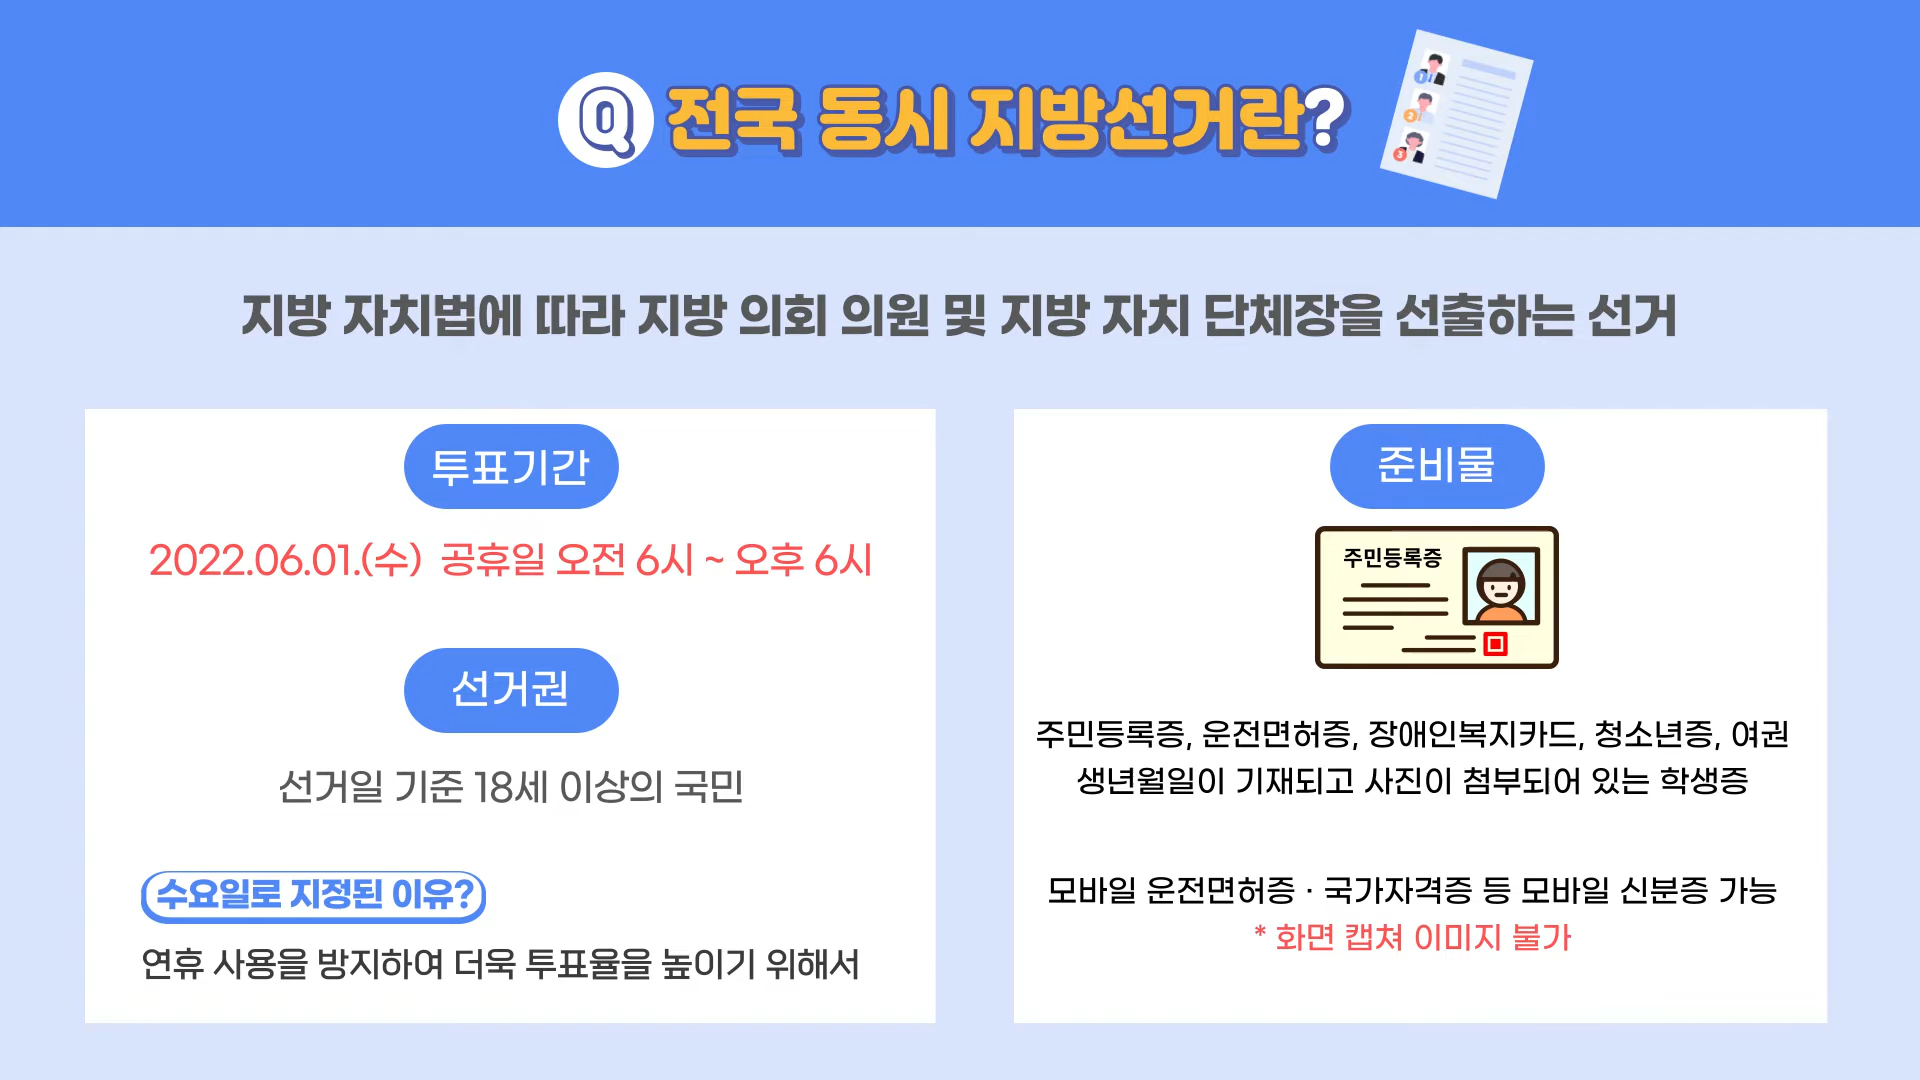 Q 전국 동시 지방선거란?
1
2
3
지방 자치법에 따라 지방 의회 의원 및 지방 자치 단체장을 선출하는 선거
투표기간
2022.06.01.(수) 공휴일 오전 6시 ~ 오후 6시
선거권
선거일 기준 18세 이상의 국민
수요일로 지정된 이유?
연휴 사용을 방지하여 더욱 투표율을 높이기 위해서
준비물
주민등록증
주민등록증, 운전면허증, 장애인복지카드, 청소년증, 여권
생년월일이 기재되고 사진이 첨부되어 있는 학생증
모바일 운전면허증 · 국가자격증 등 모바일 신분증 가능
* 화면 캡쳐 이미지 불가